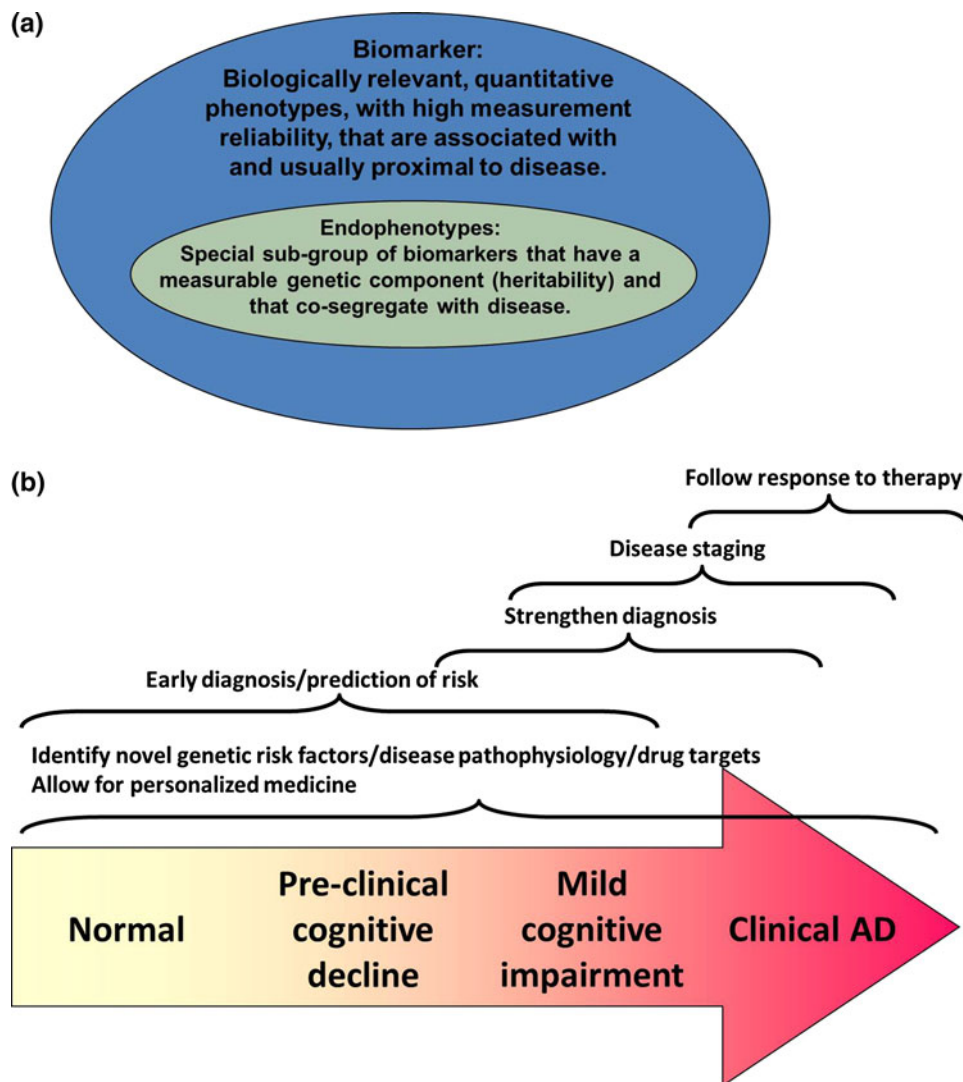 (a)
Biomarker:
Biologically relevant, quantitative
phenotypes, with high measurement
reliability, that are associated with
and usually proximal to disease.
Endophenotypes:
Special sub-group of biomarkers that have a
measurable genetic component (heritability) and
that co-segregate with disease.
(b)
Follow response to therapy
Disease staging
Strengthen diagnosis
Early diagnosis/prediction of risk
Identify novel genetic risk factors/disease pathophysiology/drug targets
Allow for personalized medicine
Normal
Pre-clinical
cognitive
decline
Mild
cognitive
impairment
Clinical AD